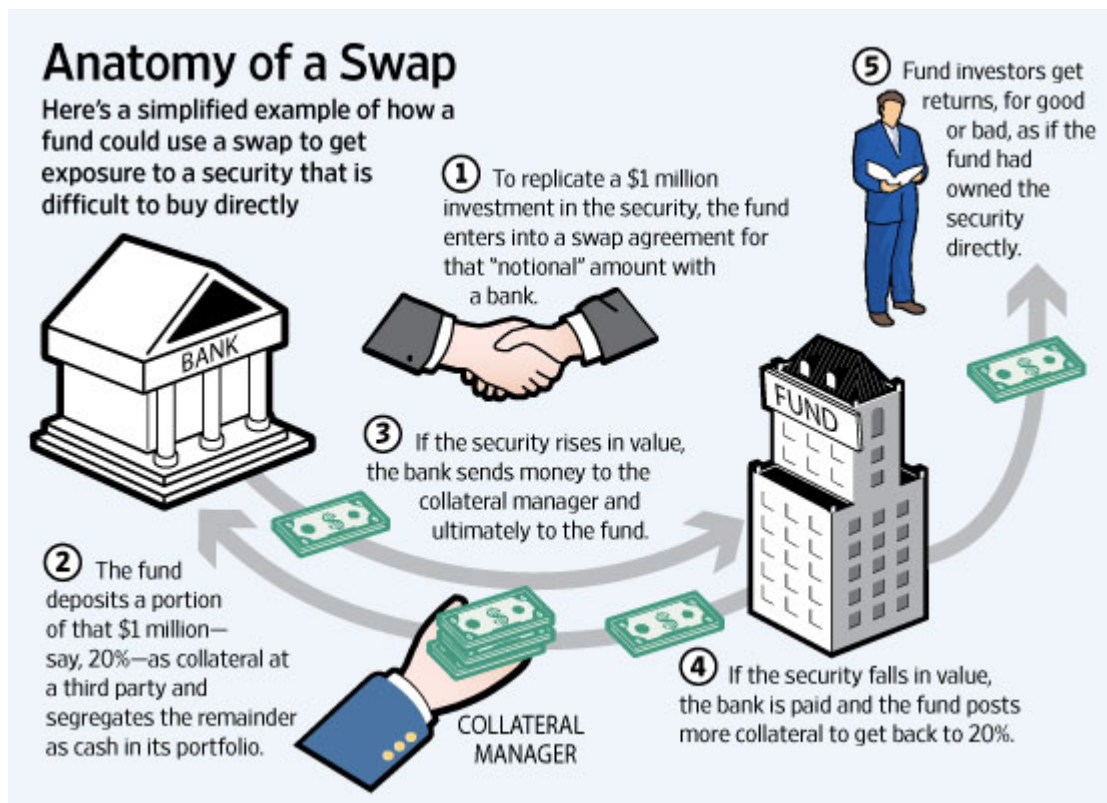 Anatomy of a Swap
Here's a simplified example of how a
fund could use a swap to get
exposure to a security that is
difficult to buy directly
1 To replicate a $1 million
investment in the security, the fund
enters into a swap agreement for
that "notional" amount with
a bank.
BANK
2 The fund
deposits a portion
of that $1 million—
say, 20%—as collateral at
a third party and
segregates the remainder
as cash in its portfolio.
3 If the security rises in value,
the bank sends money to the
collateral manager and
ultimately to the fund.
COLLATERAL
MANAGER
FUND
4 If the security falls in value,
the bank is paid and the fund posts
more collateral to get back to 20%.
5 Fund investors get
returns, for good
or bad, as if the
fund had
owned the
security
directly.